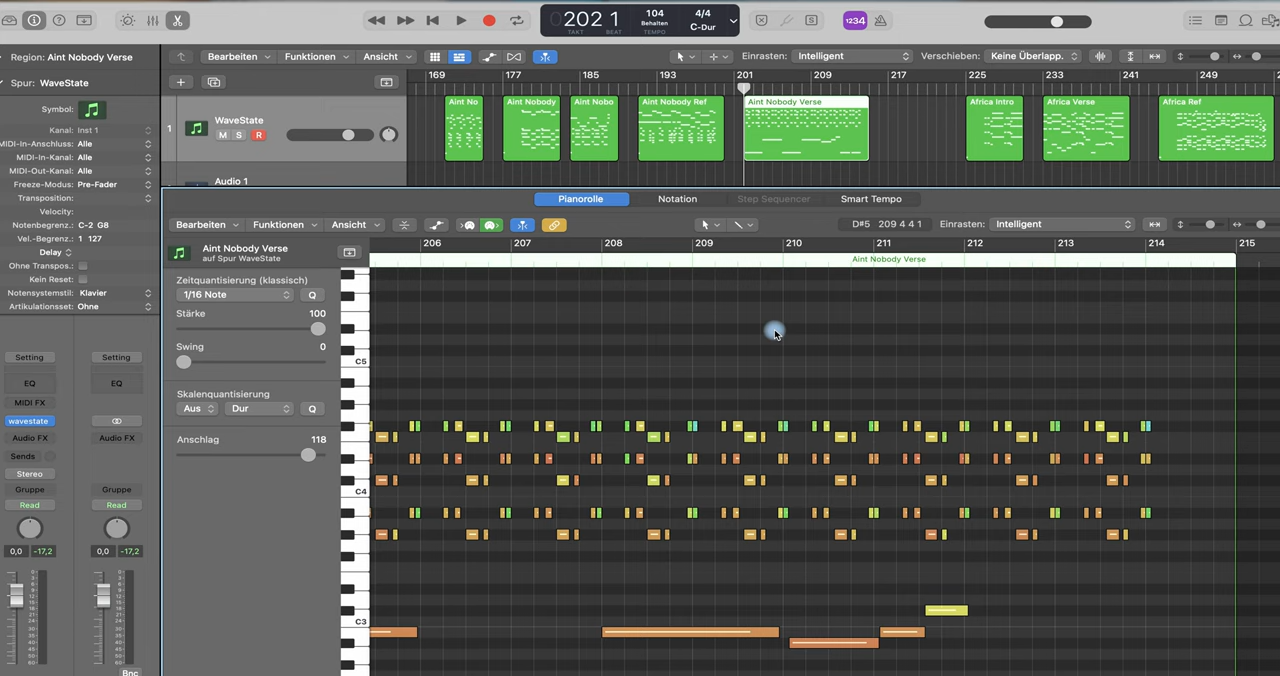 202 1
TAKT BEAT
104
Behalten
TEMPO
4/4
C-Dur
1234
Region: Aint Nobody Verse
Bearbeiten Funktionen Ansicht
Einrasten: Intelligent
Verschieben: Keine Überlapp.
Spur: WaveState
169 177 185 193 201 209 217 225 233 241 249
Symbol:
Kanal: Inst 1
MIDI-In-Anschluss: Alle
MIDI-In-Kanal: Alle
MIDI-Out-Kanal: Alle
Freeze-Modus: Pre-Fader
Transposition:
Velocity:
Notenbegrenz.: C-2 G8
Vel.-Begrenz.: 1 127
Delay
Ohne Transpos.:
Kein Reset:
Notensystemstil: Klavier
Artikulationsset: Ohne
1
WaveState
M S R
Aint No
Aint Nobody
Aint Nobo
Aint Nobody Ref
Aint Nobody Verse
Africa Intro
Africa Verse
Africa Ref
Audio 1
Pianorolle Notation Step Sequencer Smart Tempo
Bearbeiten Funktionen Ansicht
D#5 209 4 4 1
Einrasten: Intelligent
Aint Nobody Verse
auf Spur WaveState
206 207 208 209 210 211 212 213 214 215
Aint Nobody Verse
Zeitquantisierung (klassisch)
1/16 Note Q
Stärke 100
Swing 0
Skalenquantisierung
Aus Dur Q
Anschlag 118
C5
C4
C3
Setting Setting
EQ EQ
MIDI FX
wavestate
Audio FX Audio FX
Sends
Stereo
Gruppe Gruppe
Read Read
0,0 -17,2 0,0 -17,2
Bnc